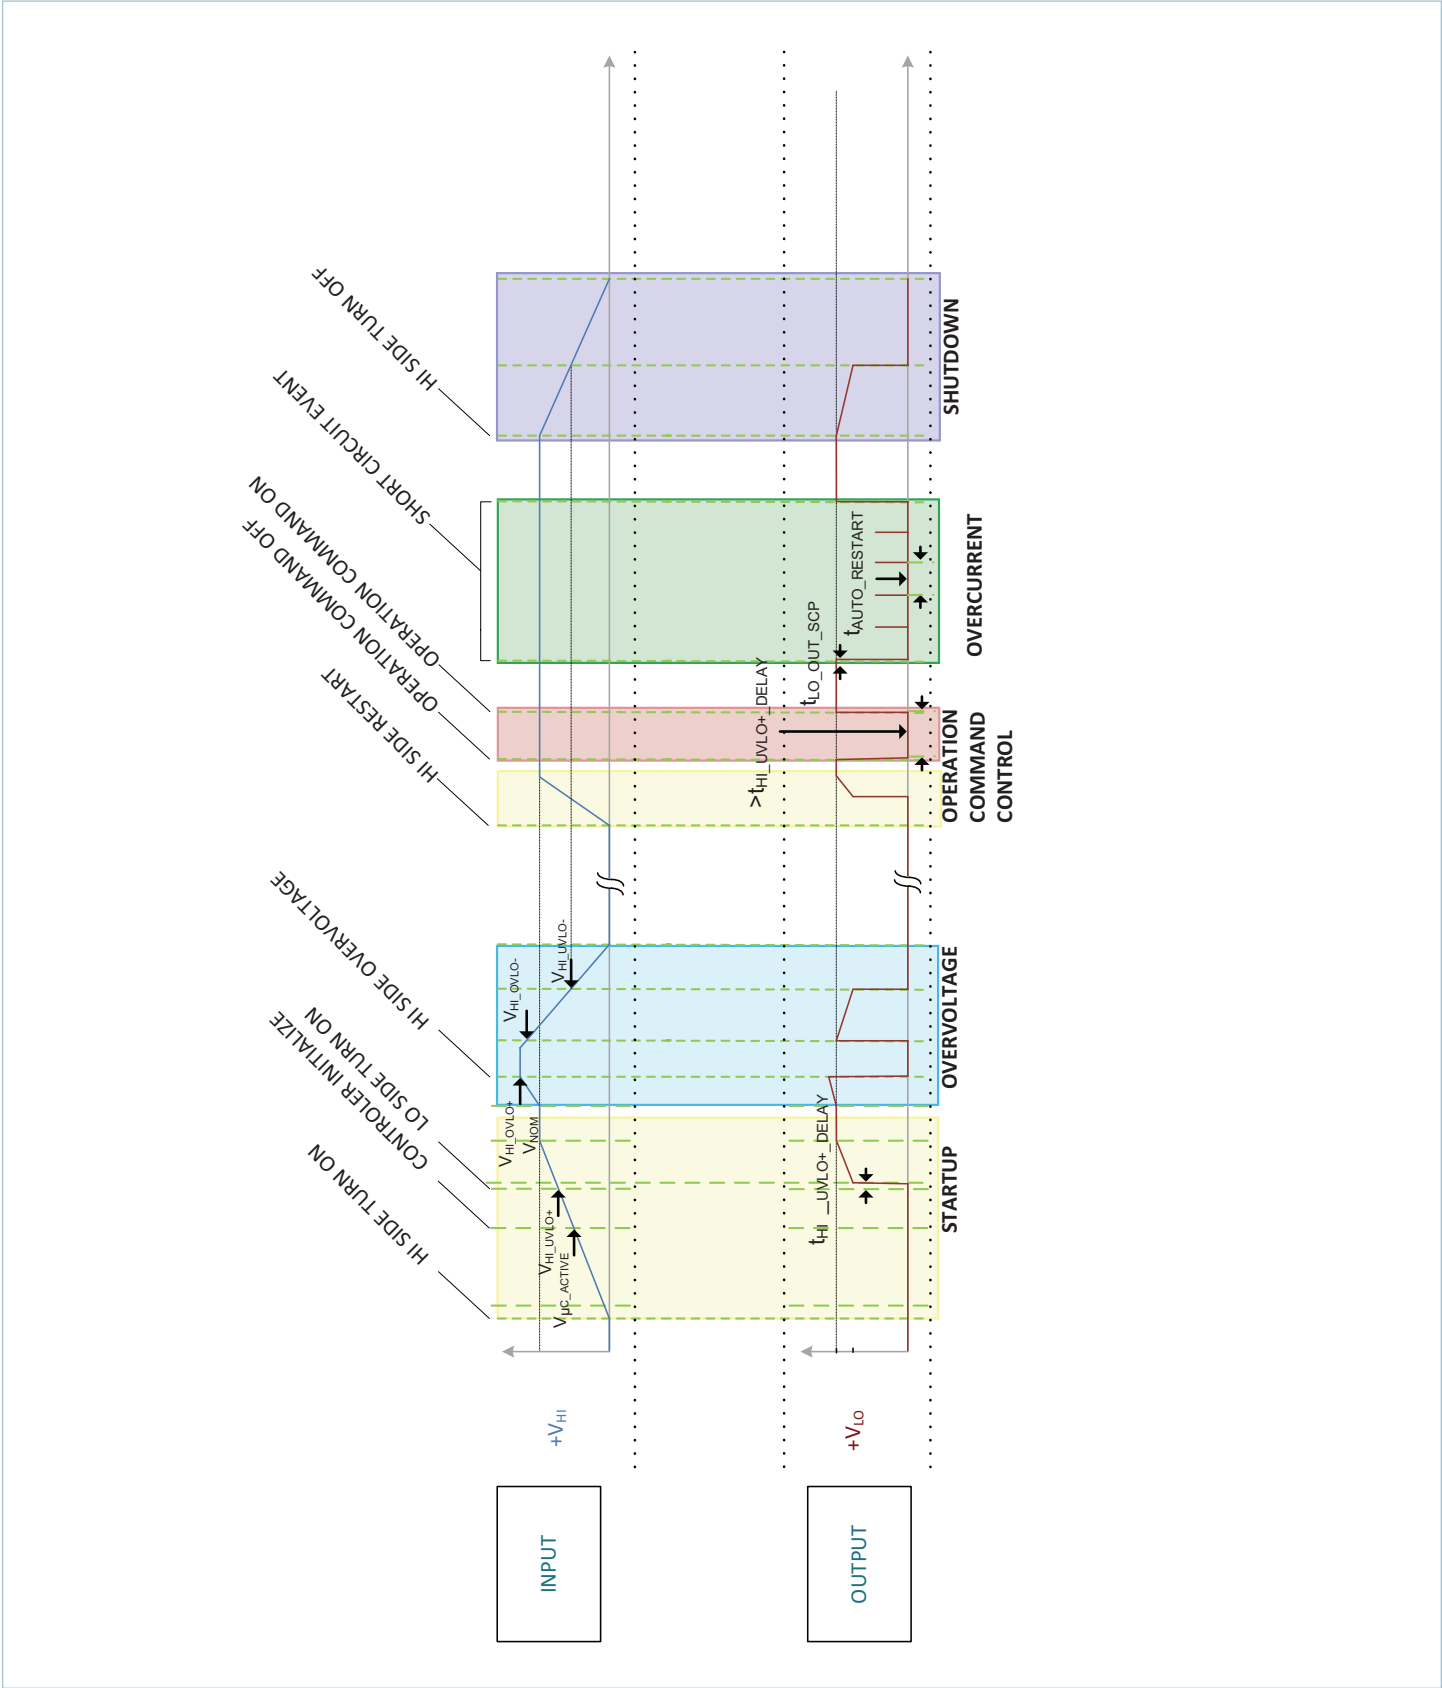 HI SIDE TURN ON
CONTROLLER INITIALIZE
LO SIDE TURN ON
HI SIDE OVERVOLTAGE
HI SIDE RESTART
OPERATION COMMAND OFF
OPERATION COMMAND ON
SHORT CIRCUIT EVENT
HI SIDE TURN OFF
INPUT
+VHI
VµC_ACTIVE
VHI_UVLO+
VNOM
VHI_OVLO+
VHI_OVLO-
VHI_UVLO-
OUTPUT
+VLO
tHI _UVLO+_DELAY
>tHI_UVLO+_DELAY
tLO_OUT_SCP
tAUTO_RESTART
STARTUP
OVERVOLTAGE
OPERATION
COMMAND
CONTROL
OVERCURRENT
SHUTDOWN